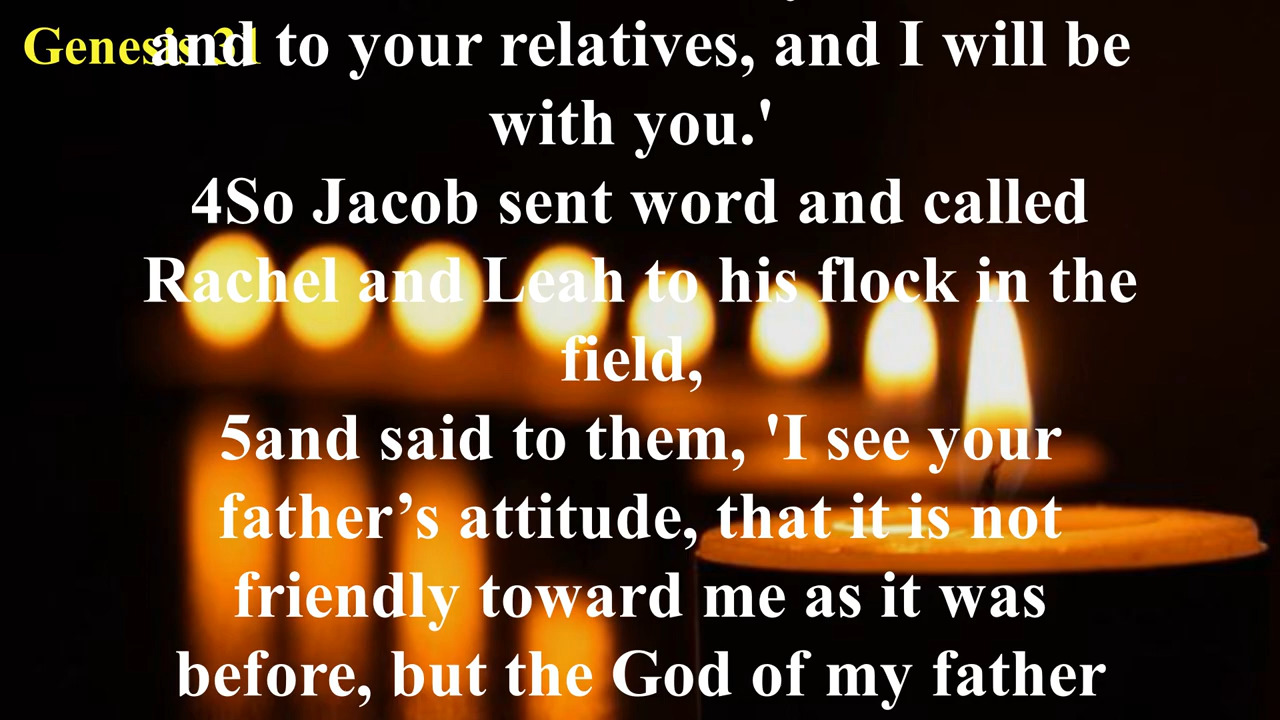 Genesis 31
and to your relatives, and I will be
with you.'
4So Jacob sent word and called
Rachel and Leah to his flock in the
field,
5and said to them, 'I see your
father’s attitude, that it is not
friendly toward me as it was
before, but the God of my father